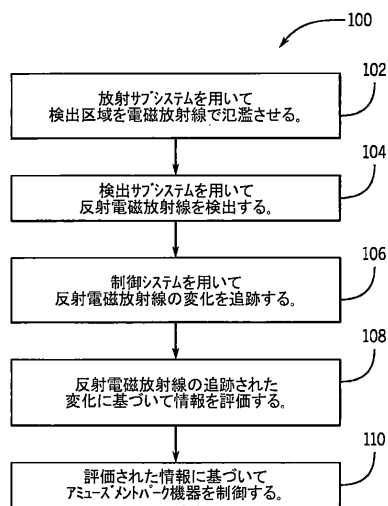 100
102
放射サブシステムを用いて
検出区域を電磁放射線で氾濫させる。
104
検出サブシステムを用いて
反射電磁放射線を検出する。
106
制御システムを用いて
反射電磁放射線の変化を追跡する。
108
反射電磁放射線の追跡された
変化に基づいて情報を評価する。
110
評価された情報に基づいて
アミューズメントパーク機器を制御する。